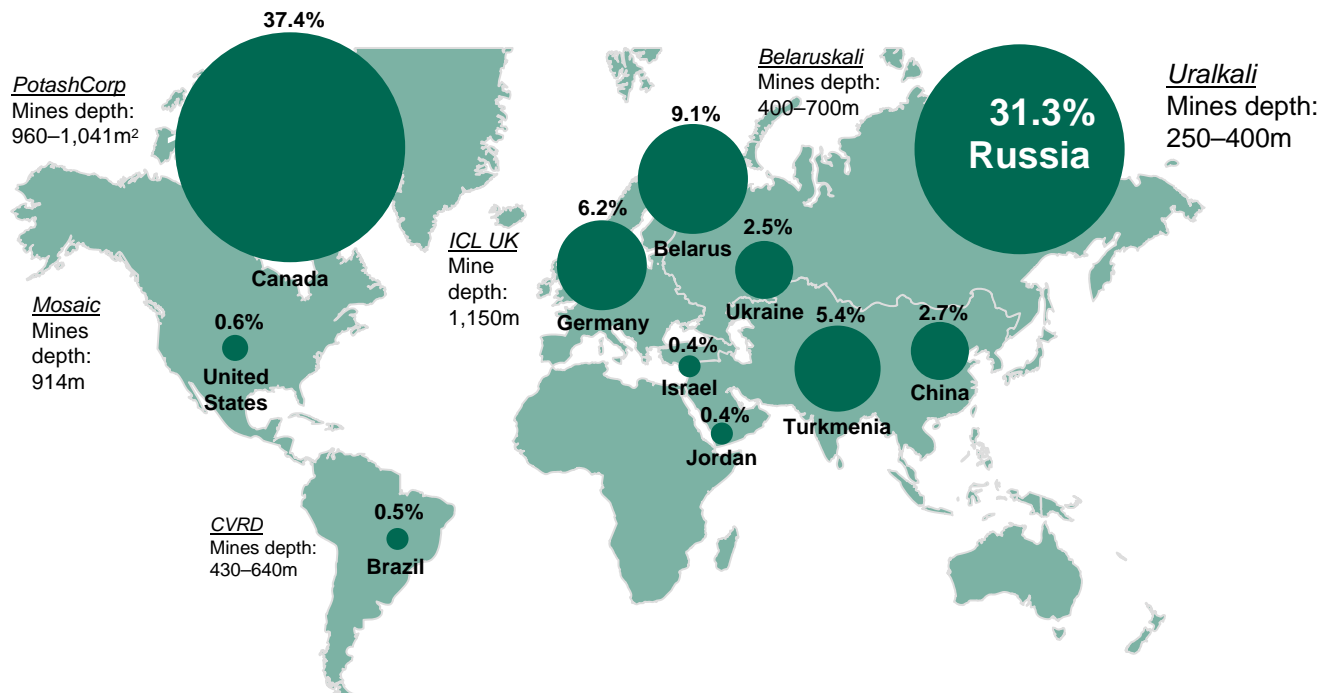 37.4%
Canada
PotashCorp
Mines depth:
960–1,041m²
Mosaic
Mines
depth:
914m
0.6%
United
States
CVRD
Mines depth:
430–640m
0.5%
Brazil
ICL UK
Mine
depth:
1,150m
6.2%
Germany
9.1%
Belarus
Belaruskali
Mines depth:
400–700m
2.5%
Ukraine
0.4%
Israel
0.4%
Jordan
5.4%
Turkmenia
2.7%
China
31.3%
Russia
Uralkali
Mines depth:
250–400m